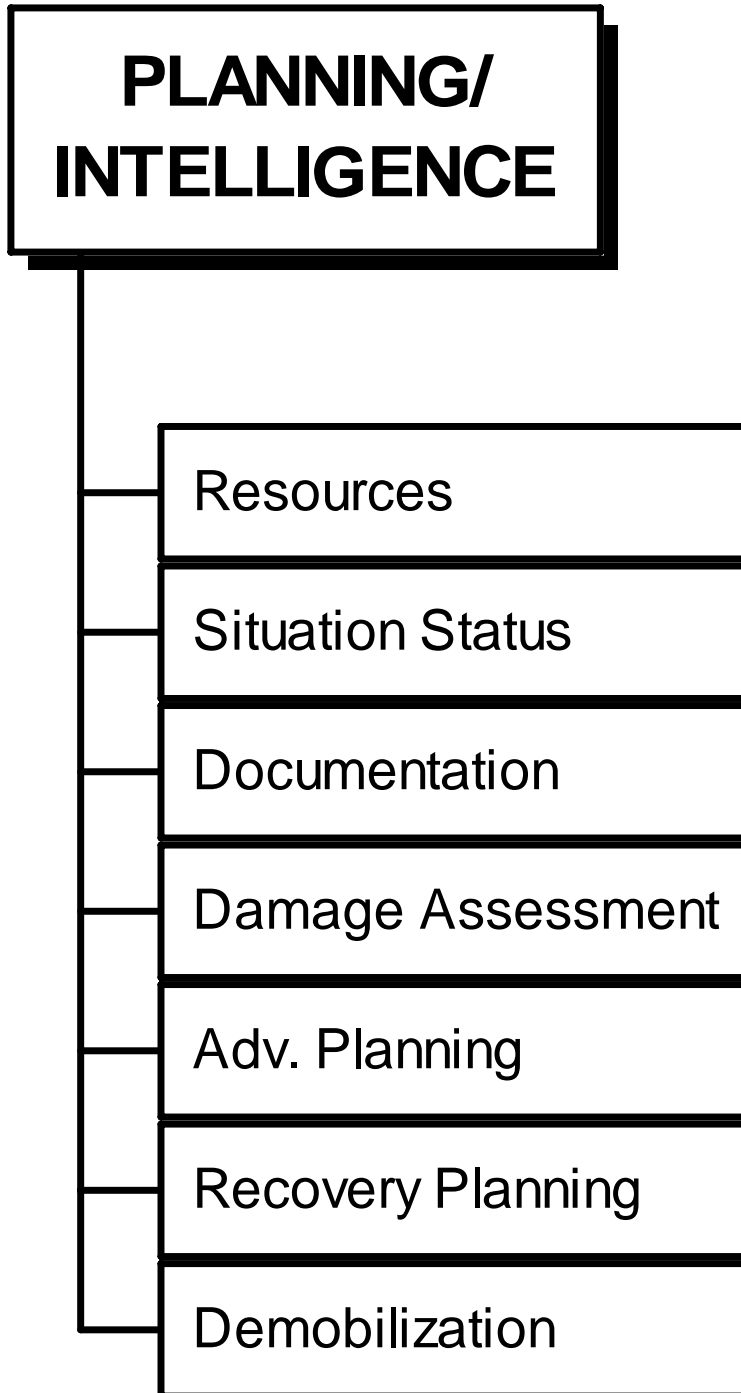 PLANNING/
INTELLIGENCE
Resources
Situation Status
Documentation
Damage Assessment
Adv. Planning
Recovery Planning
Demobilization